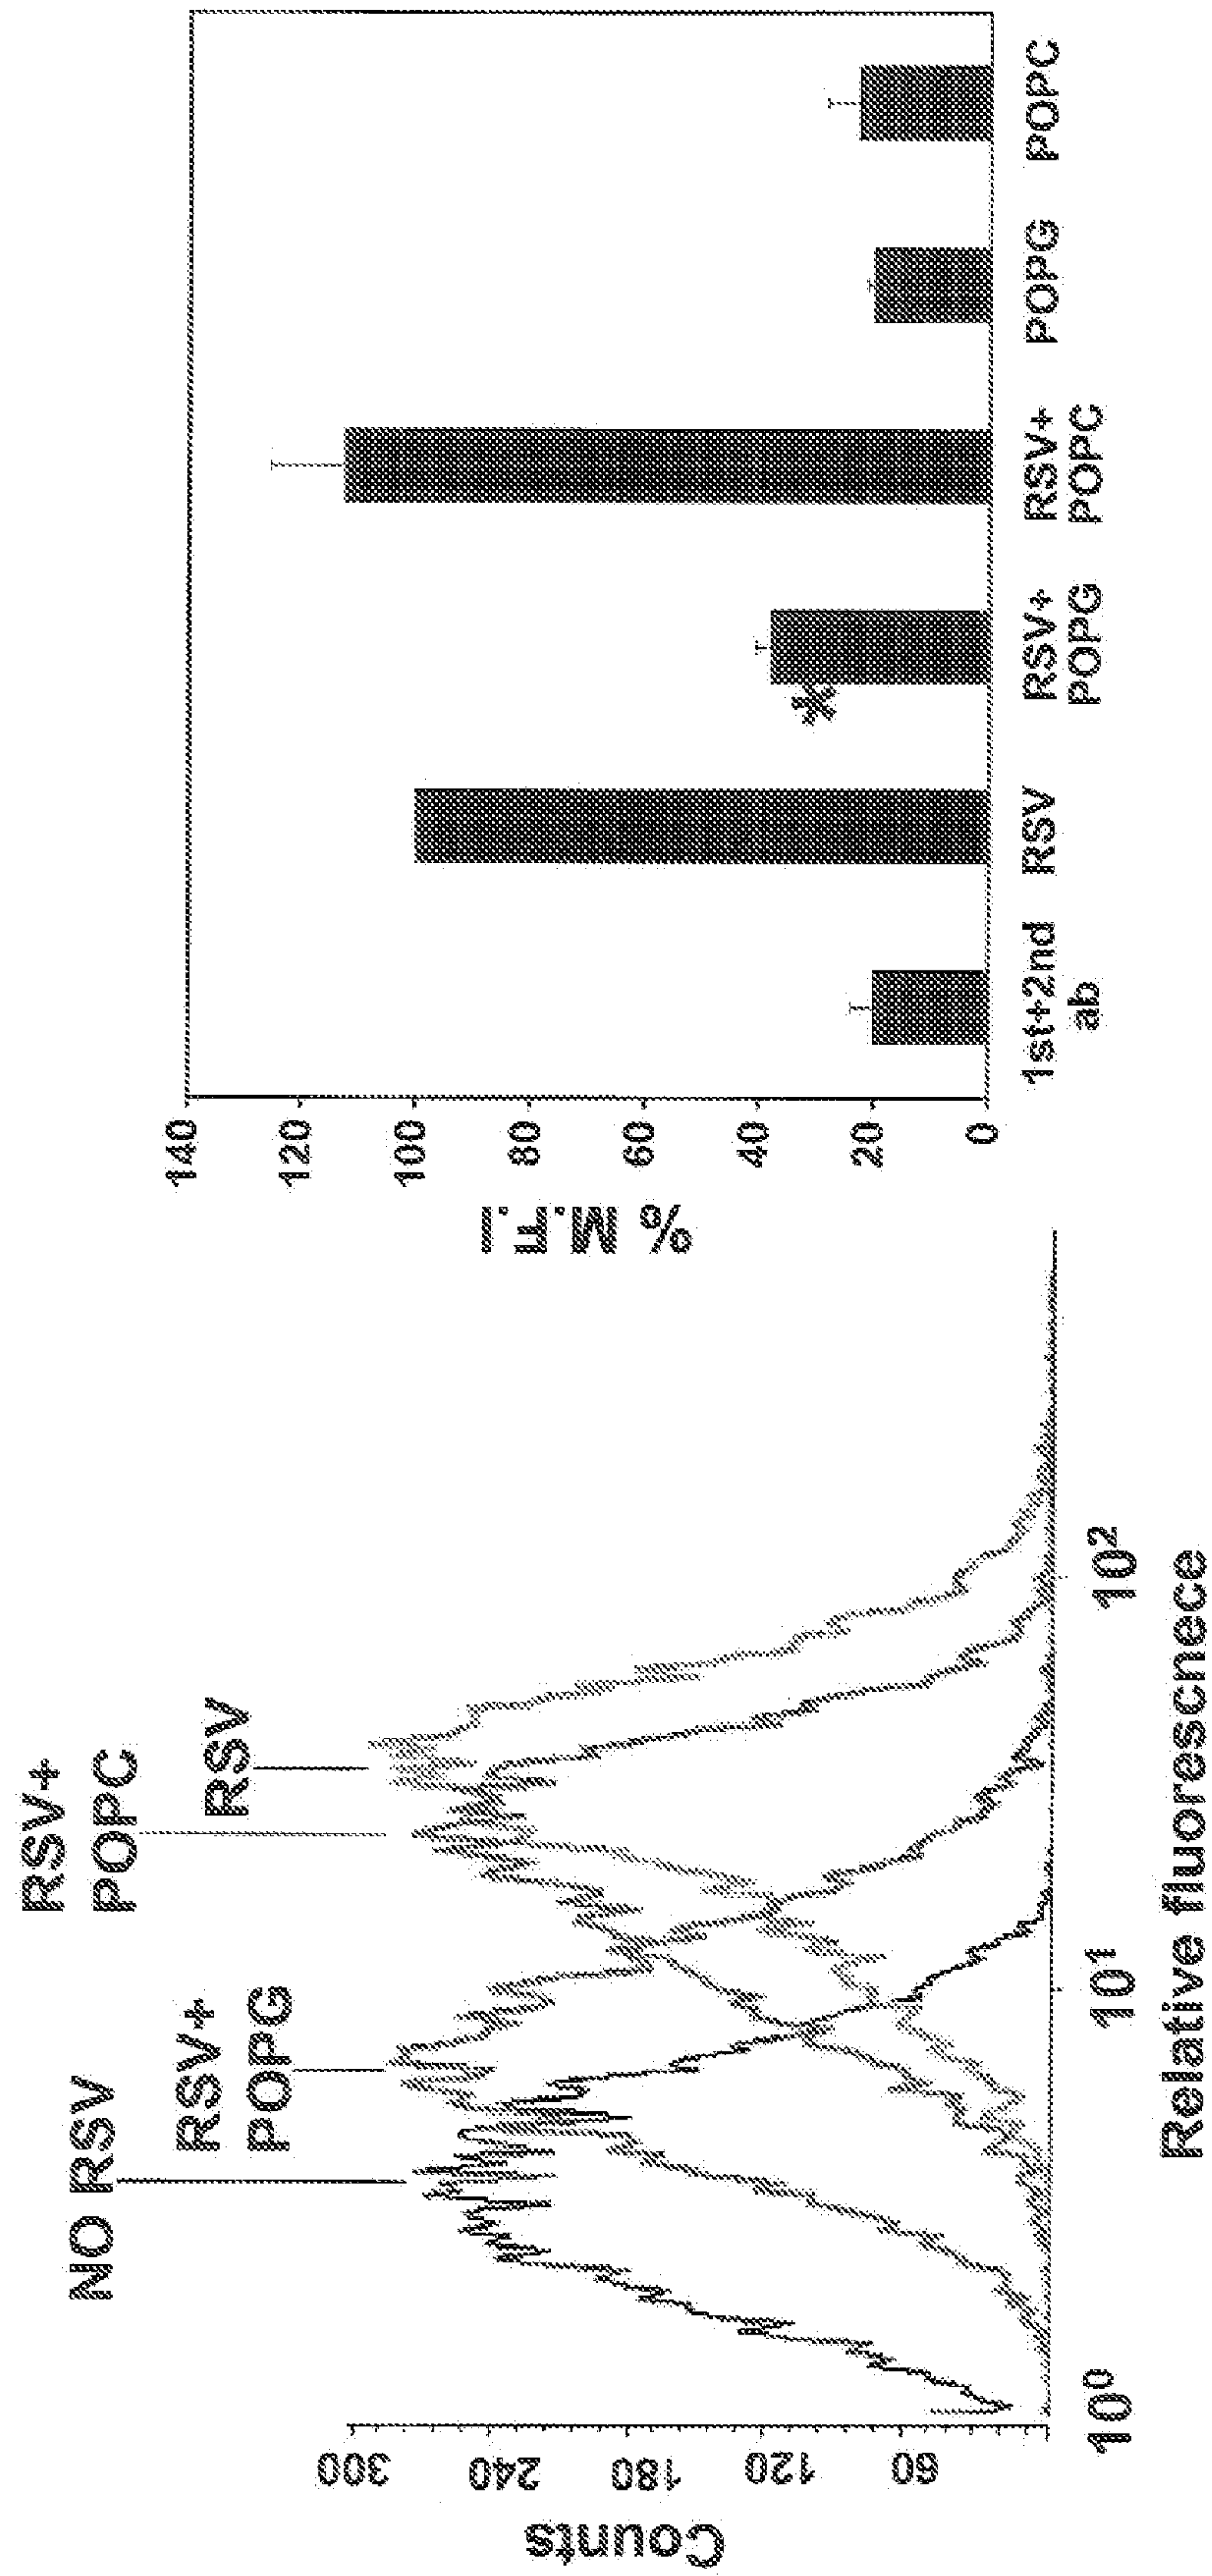 RSV+
POPC
RSV
NO RSV
RSV+
POPG
Counts
300
240
180
120
60
10⁰
10¹
10²
Relative fluorescnece
% M.F.I
140
120
100
80
60
40
20
0
*
1st+2nd
ab
RSV
RSV+
POPG
RSV+
POPC
POPG
POPC